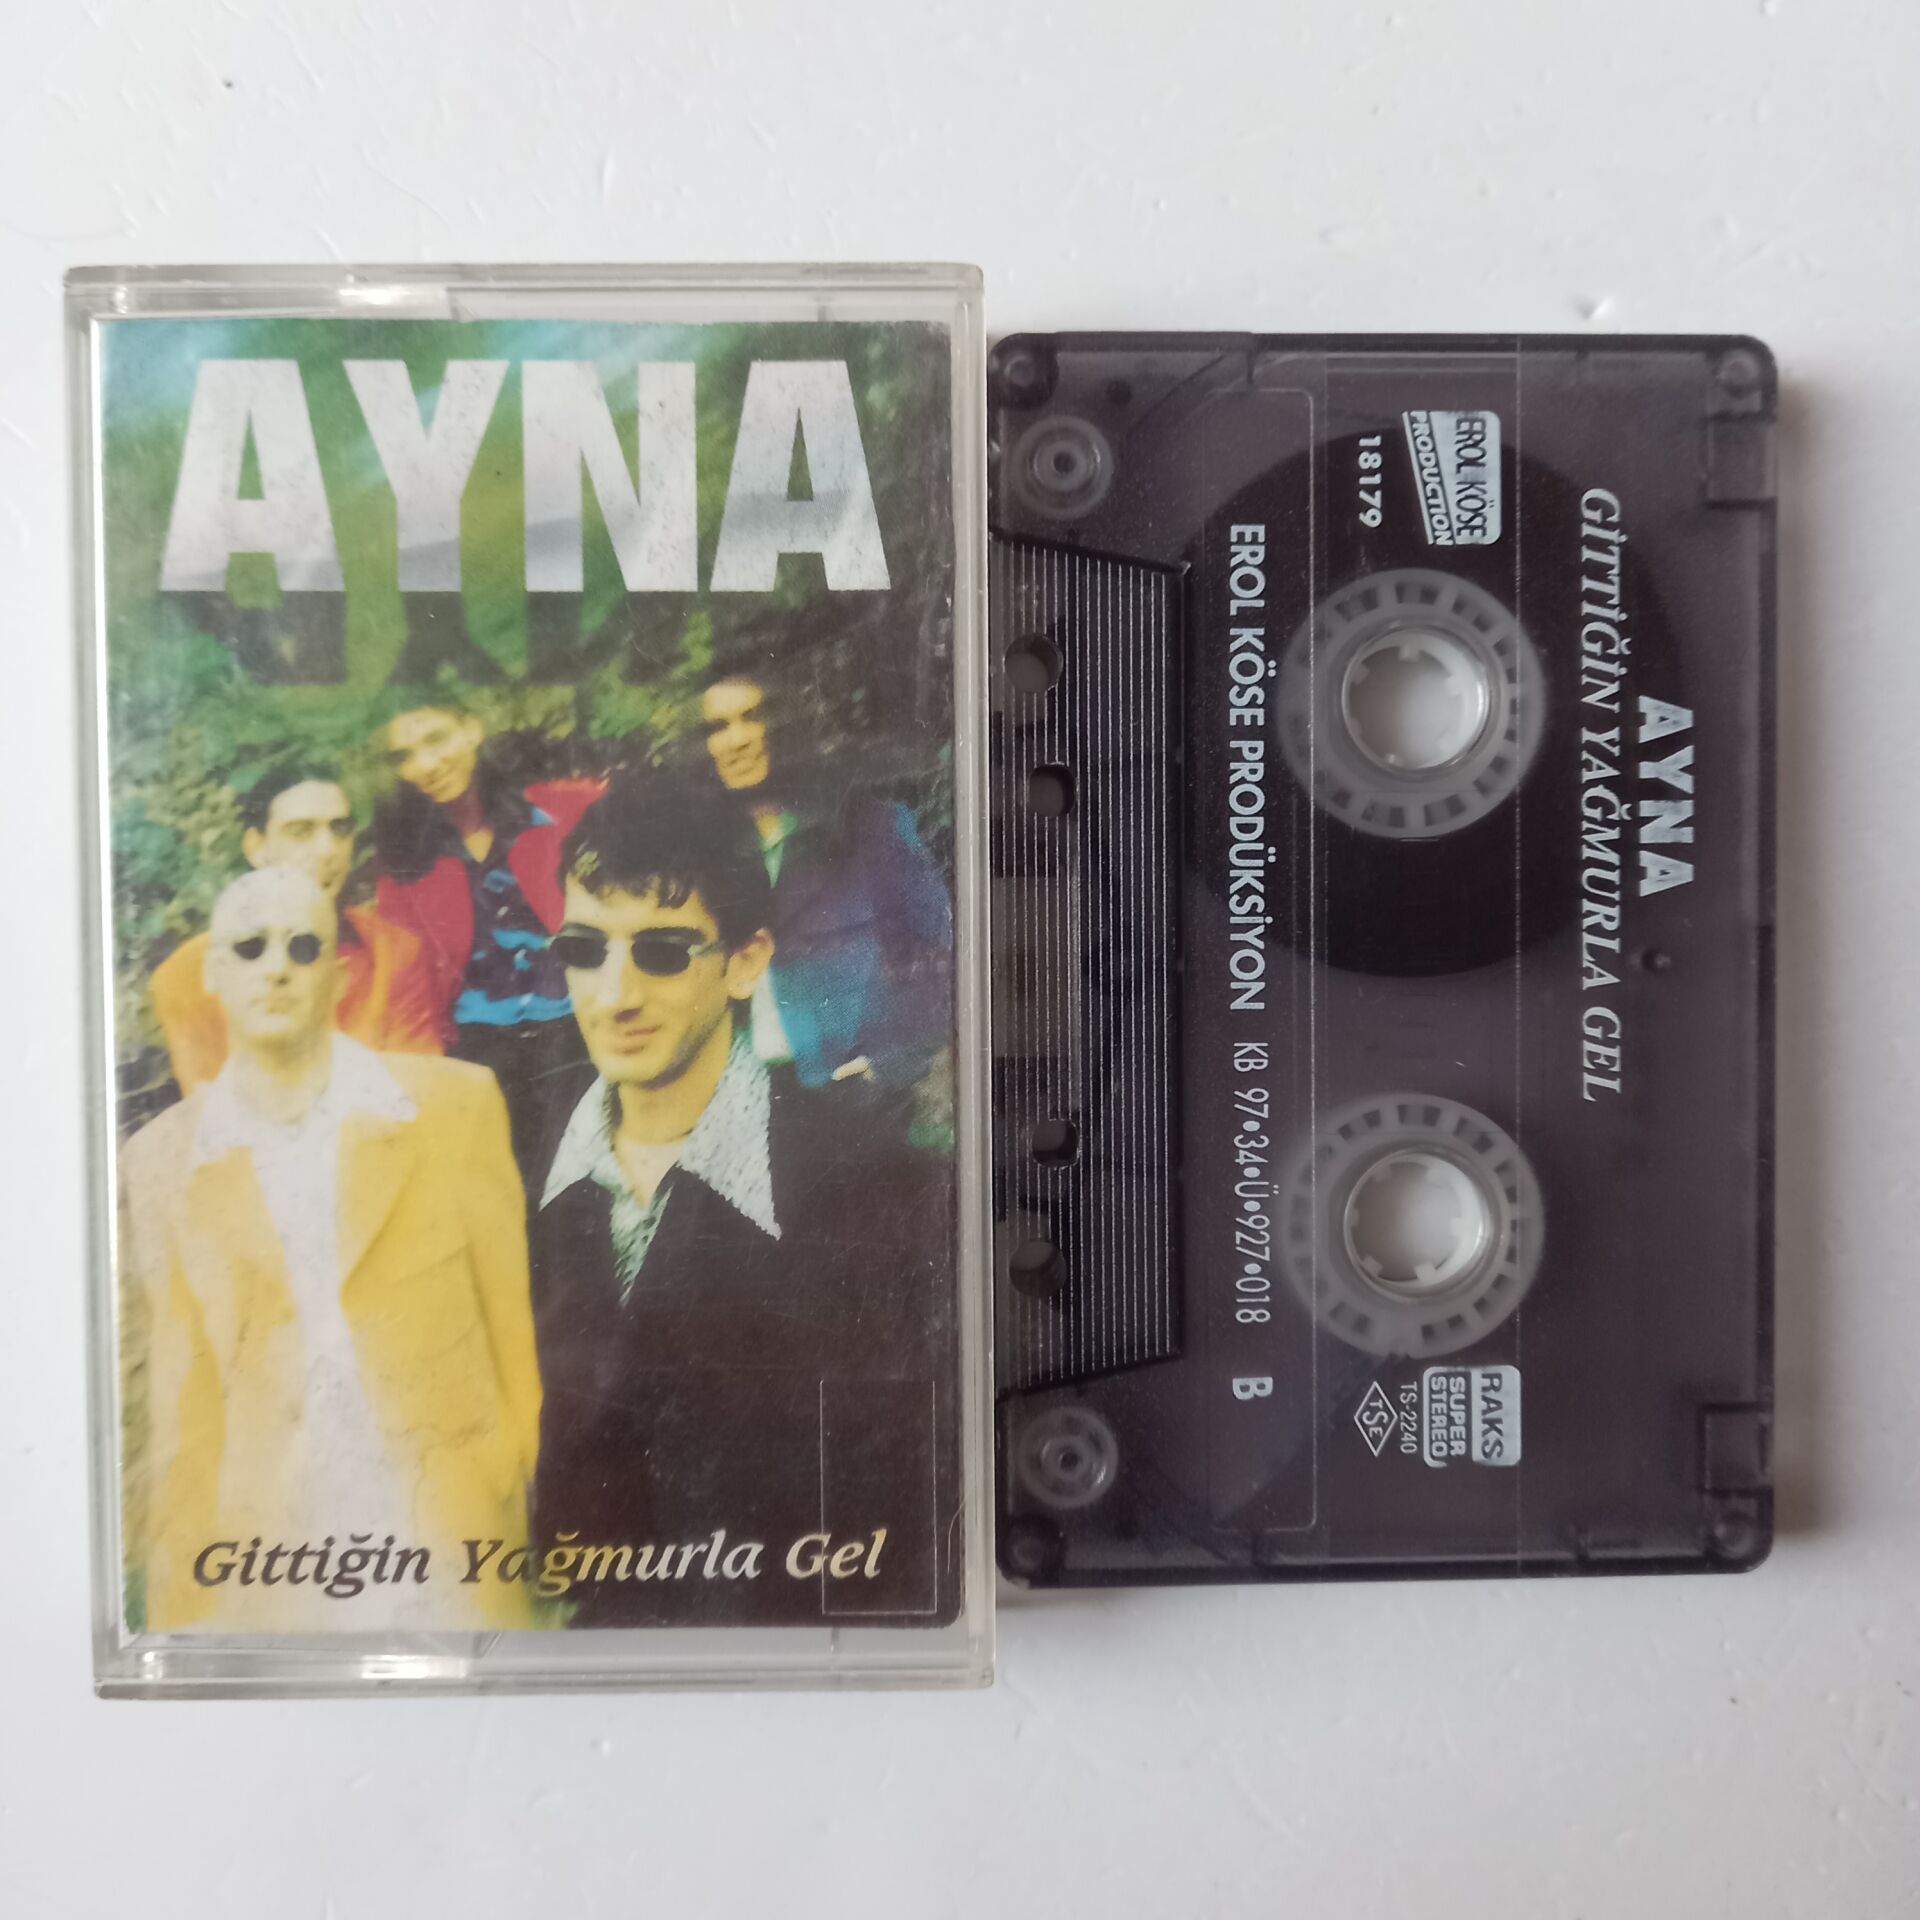 AYNA
Gittiğin Yağmurla Gel
AYNA
GİTTİĞİN YAĞMURLA GEL
EROL KÖSE
PRODUCTION
18179
RAKS
SUPER
STEREO
TS-2240
TSE
EROL KÖSE PRODÜKSİYON KB 97•34•Ü•927•018 B